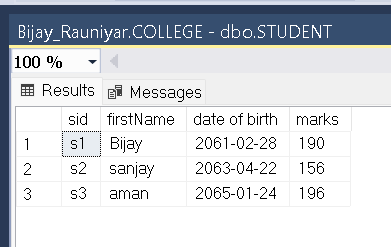 Bijay_Rauniyar.COLLEGE - dbo.STUDENT
100 %
Results Messages
sid firstName date of birth marks
1 s1 Bijay 2061-02-28 190
2 s2 sanjay 2063-04-22 156
3 s3 aman 2065-01-24 196